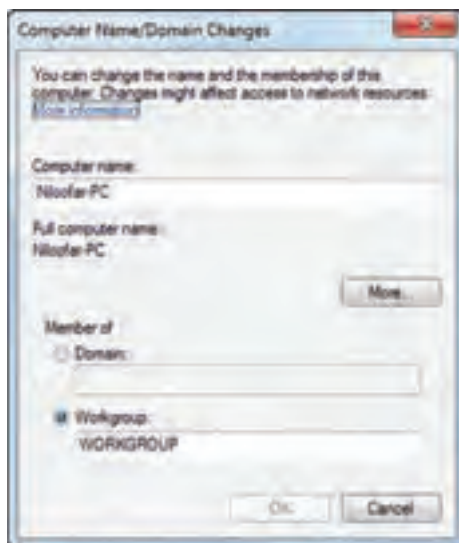 Computer Name/Domain Changes
You can change the name and the membership of this
computer. Changes might affect access to network resources.
More information
Computer name:
Niloofar-PC
Full computer name:
Niloofar-PC
More...
Member of
Domain:
Workgroup:
WORKGROUP
OK
Cancel